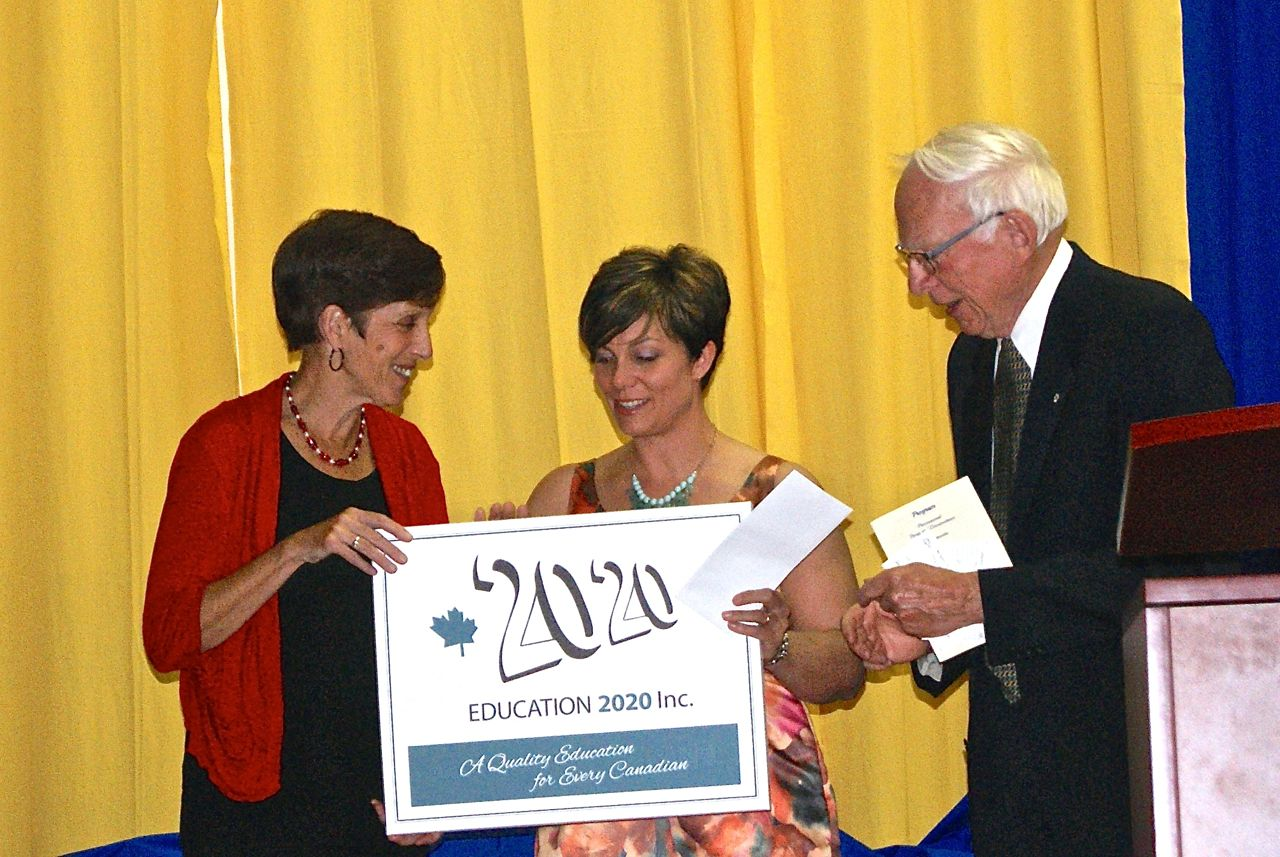 2020
EDUCATION 2020 Inc.
A Quality Education
for Every Canadian
Program